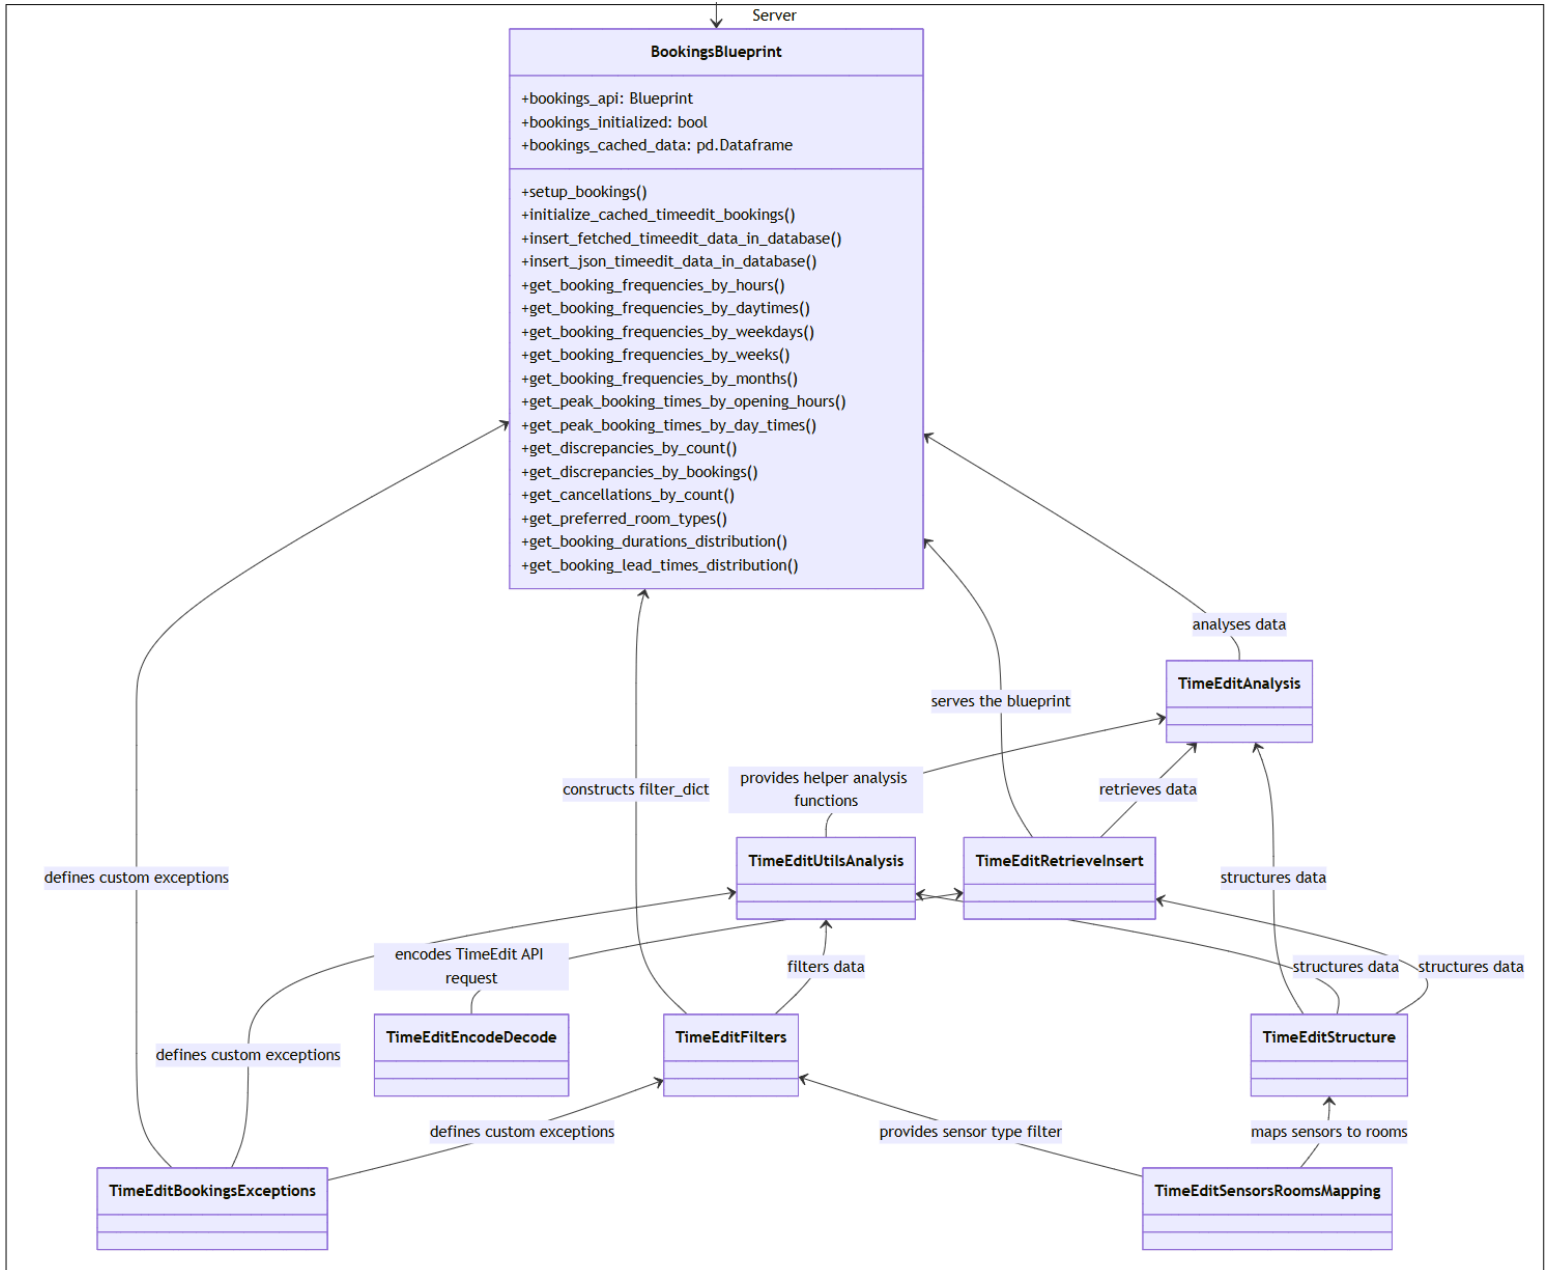 Server
BookingsBlueprint
+bookings_api: Blueprint
+bookings_initialized: bool
+bookings_cached_data: pd.Dataframe
+setup_bookings()
+initialize_cached_timeedit_bookings()
+insert_fetched_timeedit_data_in_database()
+insert_json_timeedit_data_in_database()
+get_booking_frequencies_by_hours()
+get_booking_frequencies_by_daytimes()
+get_booking_frequencies_by_weekdays()
+get_booking_frequencies_by_weeks()
+get_booking_frequencies_by_months()
+get_peak_booking_times_by_opening_hours()
+get_peak_booking_times_by_day_times()
+get_discrepancies_by_count()
+get_discrepancies_by_bookings()
+get_cancellations_by_count()
+get_preferred_room_types()
+get_booking_durations_distribution()
+get_booking_lead_times_distribution()
analyses data
TimeEditAnalysis
serves the blueprint
provides helper analysis
functions
constructs filter_dict
retrieves data
TimeEditUtilsAnalysis
TimeEditRetrieveInsert
defines custom exceptions
structures data
encodes TimeEdit API
request
filters data
structures data
structures data
TimeEditEncodeDecode
TimeEditFilters
TimeEditStructure
defines custom exceptions
defines custom exceptions
provides sensor type filter
maps sensors to rooms
TimeEditBookingsExceptions
TimeEditSensorsRoomsMapping